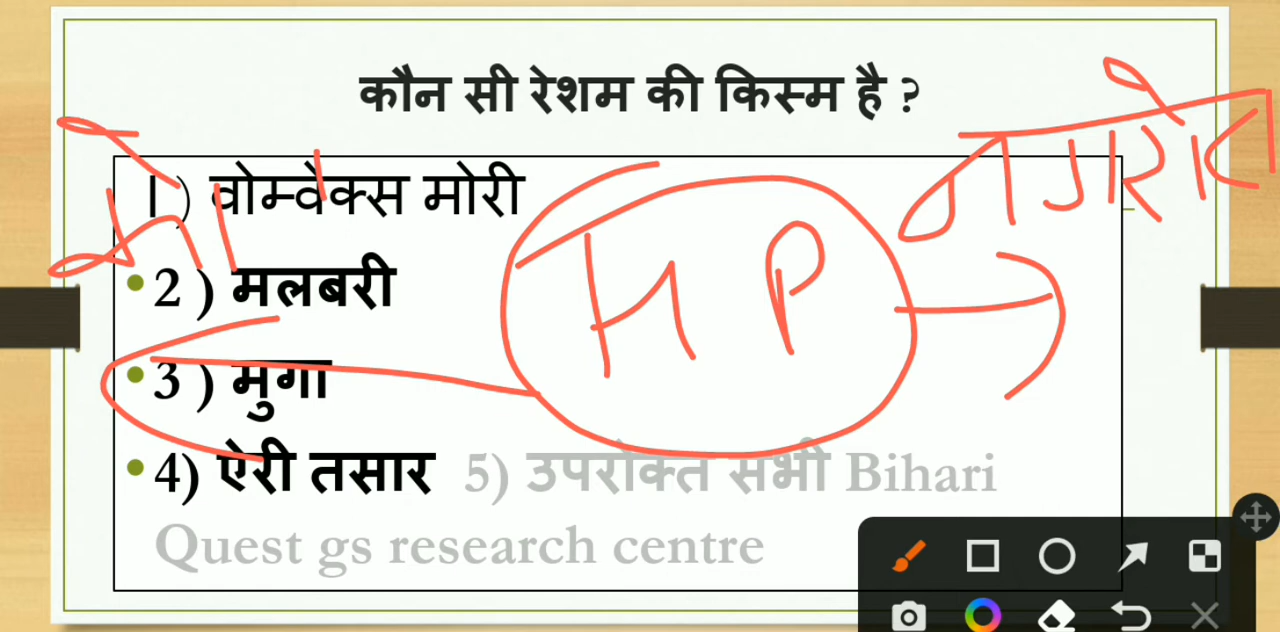 कौन सी रेशम की किस्म है ?
1) वोम्वेक्स मोरी
2 ) मलबरी
HP
3 ) मुगा
4) ऐरी तसार 5) उपरोक्त सभी Bihari
Quest gs research centre